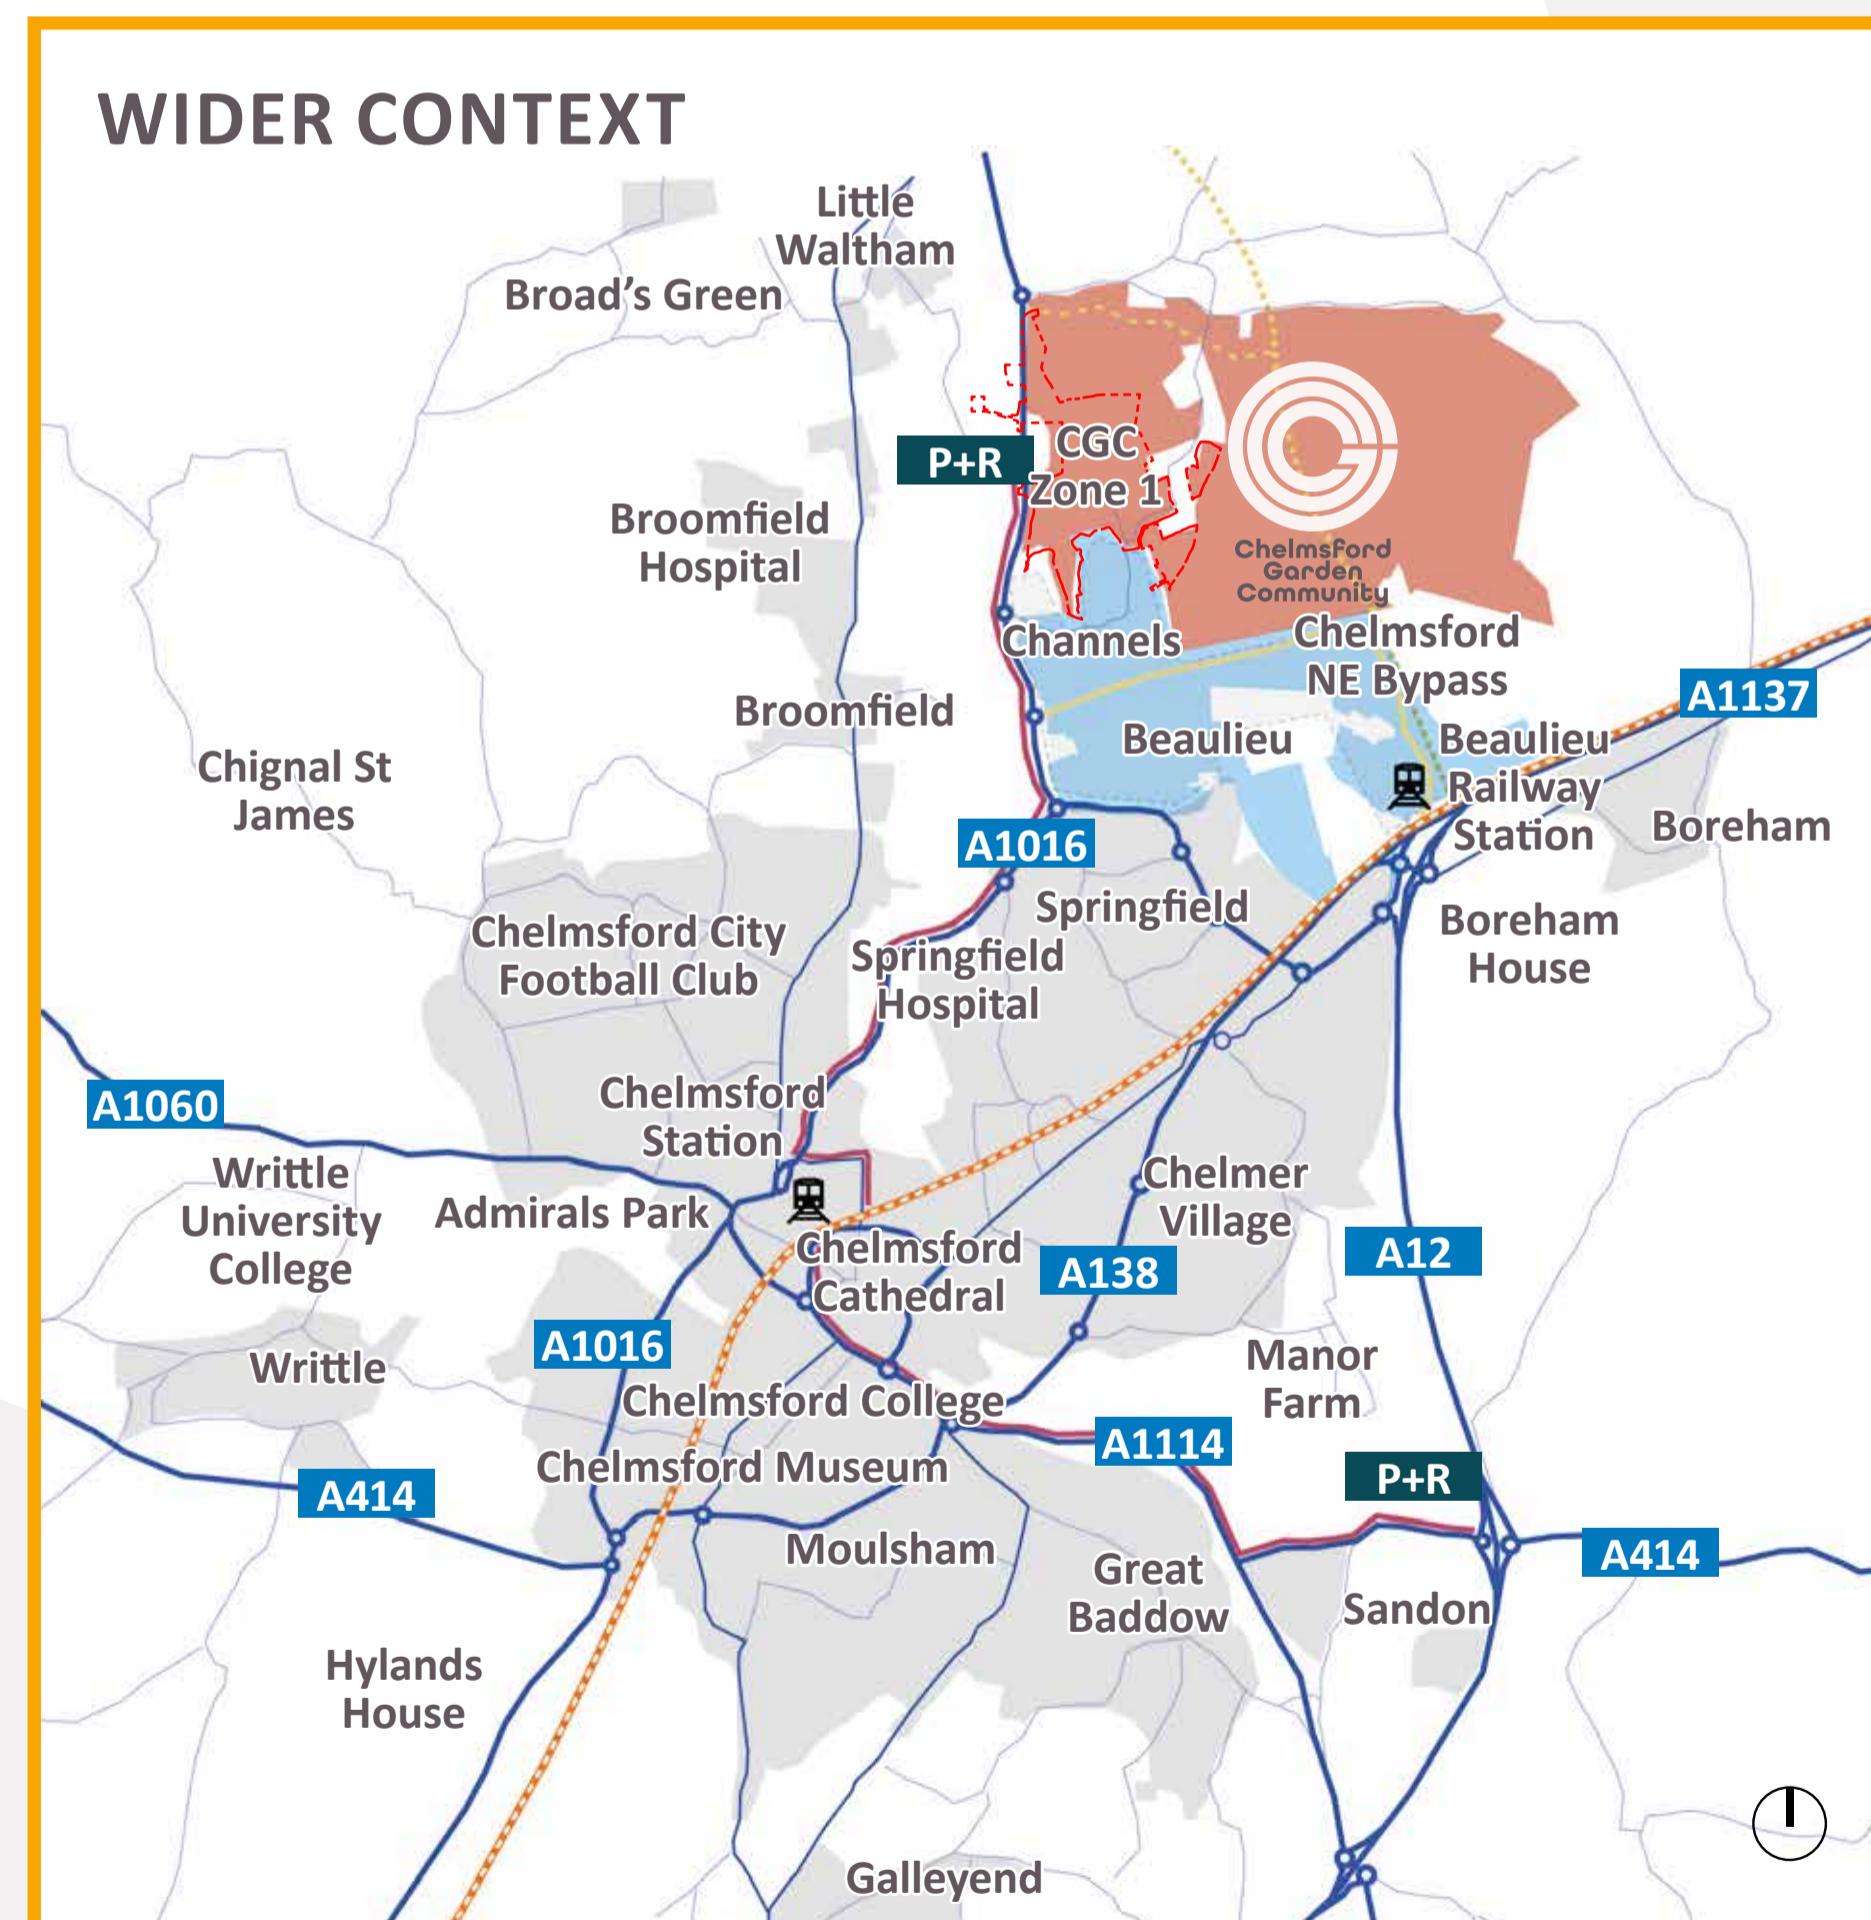 WIDER CONTEXT
Little
Waltham
Broad's Green
P+R
CGC
Zone 1
Chelmsford
Garden
Community
Broomfield
Hospital
Channels
Chelmsford
NE Bypass
A1137
Broomfield
Beaulieu
Beaulieu
Railway
Station
Chignal St
James
Boreham
A1016
Springfield
Boreham
House
Chelmsford City
Football Club
Springfield
Hospital
A1060
Chelmsford
Station
Writtle
University
College
Admirals Park
Chelmer
Village
Chelmsford
Cathedral
A138
A12
A1016
Writtle
Manor
Farm
Chelmsford College
A1114
Chelmsford Museum
P+R
A414
Moulsham
Great
Baddow
A414
Sandon
Hylands
House
Galleyend